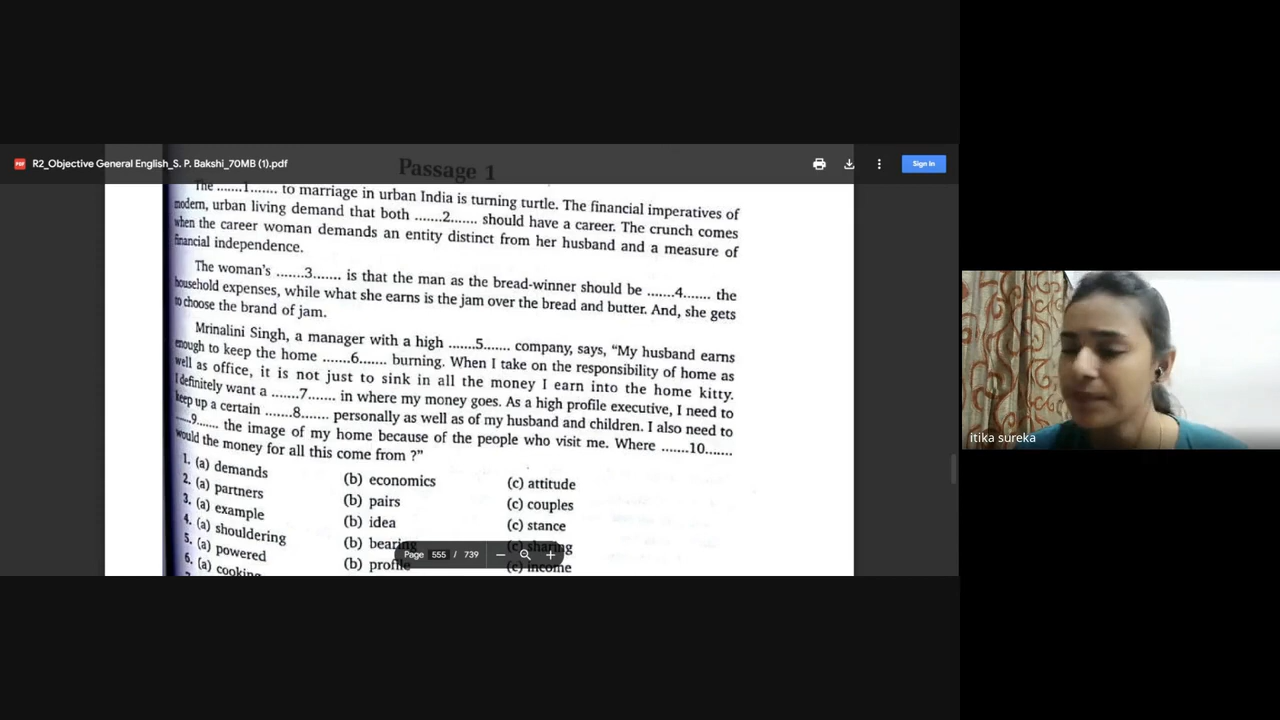 R2_Objective General English_S. P. Bakshi_70MB (1).pdf
Sign in
Passage 1
The .......1....... to marriage in urban India is turning turtle. The financial imperatives of
modern, urban living demand that both .......2....... should have a career. The crunch comes
when the career woman demands an entity distinct from her husband and a measure of
financial independence.
The woman's .......3....... is that the man as the bread-winner should be .......4....... the
household expenses, while what she earns is the jam over the bread and butter. And, she gets
to choose the brand of jam.
Mrinalini Singh, a manager with a high .......5....... company, says, "My husband earns
enough to keep the home .......6....... burning. When I take on the responsibility of home as
well as office, it is not just to sink in all the money I earn into the home kitty.
I definitely want a .......7....... in where my money goes. As a high profile executive, I need to
keep up a certain .......8....... personally as well as of my husband and children. I also need to
.......9....... the image of my home because of the people who visit me. Where .......10.......
would the money for all this come from ?"
1. (a) demands (b) economics (c) attitude
2. (a) partners (b) pairs (c) couples
3. (a) example (b) idea (c) stance
4. (a) shouldering (b) bearing (c) sharing
5. (a) powered (b) profile (c) income
6. (a) cooking
Page 555 / 739
itika sureka